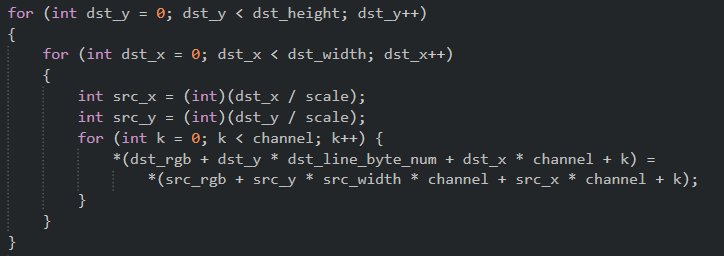 for (int dst_y = 0; dst_y < dst_height; dst_y++)
{
    for (int dst_x = 0; dst_x < dst_width; dst_x++)
    {
        int src_x = (int)(dst_x / scale);
        int src_y = (int)(dst_y / scale);
        for (int k = 0; k < channel; k++) {
            *(dst_rgb + dst_y * dst_line_byte_num + dst_x * channel + k) =
                *(src_rgb + src_y * src_width * channel + src_x * channel + k);
        }
    }
}